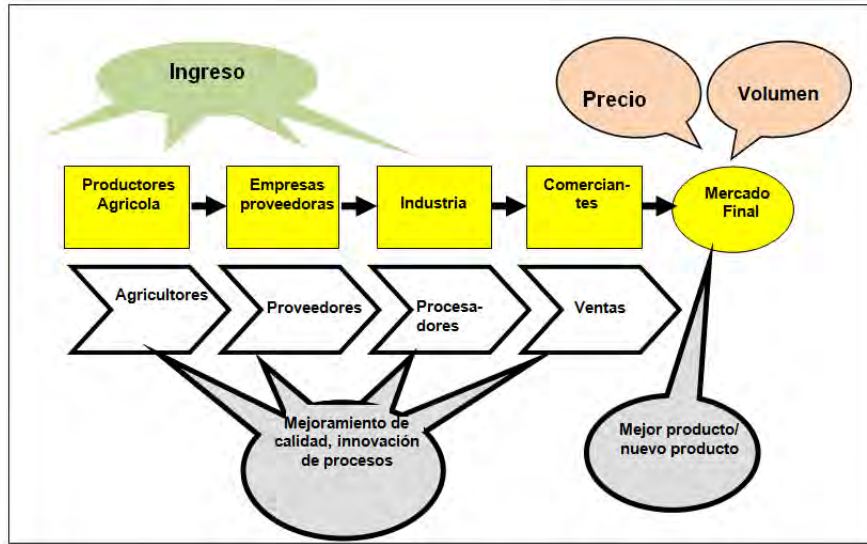 Ingreso
Precio
Volumen
Productores
Agricola
Empresas
proveedoras
Industria
Comercian-
tes
Mercado
Final
Agricultores
Proveedores
Procesa-
dores
Ventas
Mejoramiento de
calidad, innovación
de procesos
Mejor producto/
nuevo producto